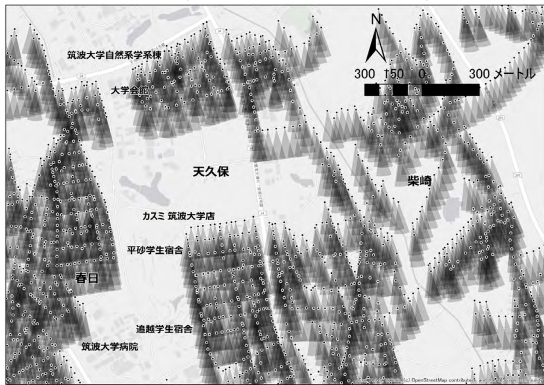 N
300 150 0 300 メートル
筑波大学自然系学系棟
大学会館
天久保
柴崎
カスミ 筑波大学店
平砂学生宿舎
春日
追越学生宿舎
筑波大学病院
(c) OpenStreetMap contributors